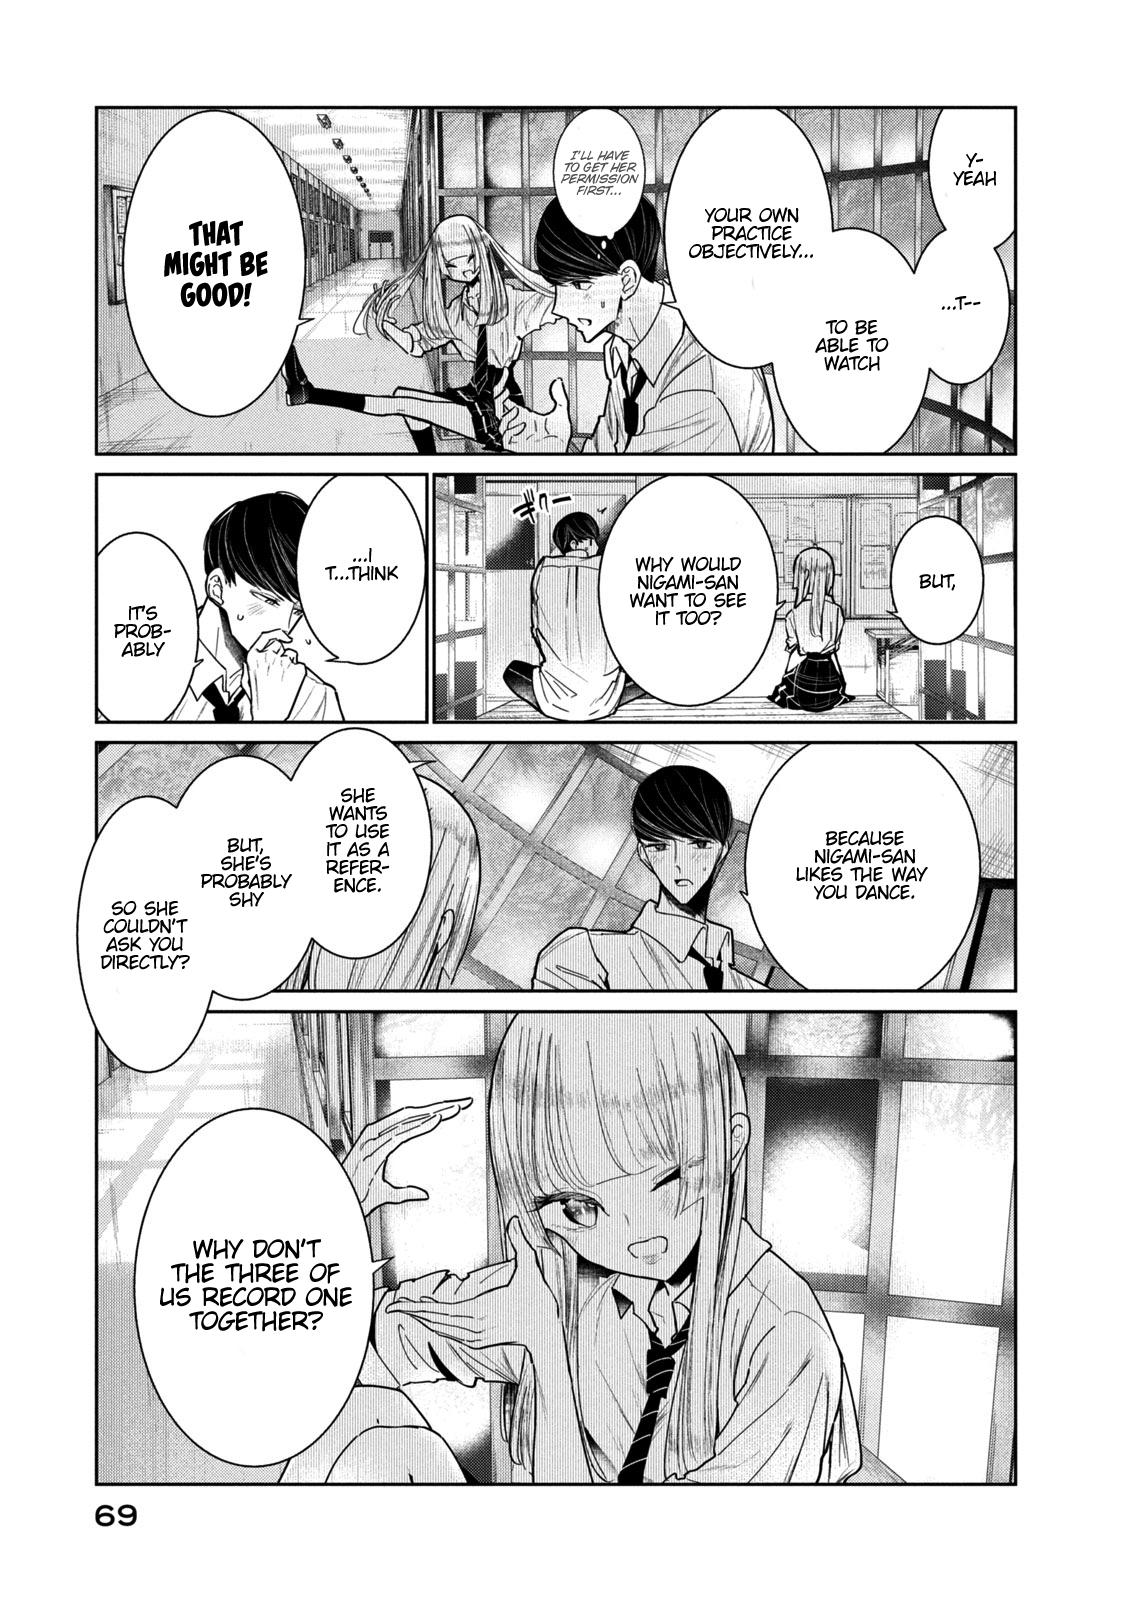 Y-
YEAH
...T--
TO BE
ABLE TO
WATCH
YOUR OWN
PRACTICE
OBJECTIVELY...
I'LL HAVE
TO GET HER
PERMISSION
FIRST...
THAT
MIGHT BE
GOOD!
BUT,
WHY WOULD
NIGAMI-SAN
WANT TO SEE
IT TOO?
ギクー
...I
T...THINK
IT'S
PROB-
ABLY
BECAUSE
NIGAMI-SAN
LIKES THE WAY
YOU DANCE.
SHE
WANTS
TO USE
IT AS A
REFER-
ENCE.
BUT,
SHE'S
PROBABLY
SHY
SO SHE
COULDN'T
ASK YOU
DIRECTLY?
WHY DON'T
THE THREE OF
US RECORD ONE
TOGETHER?
69